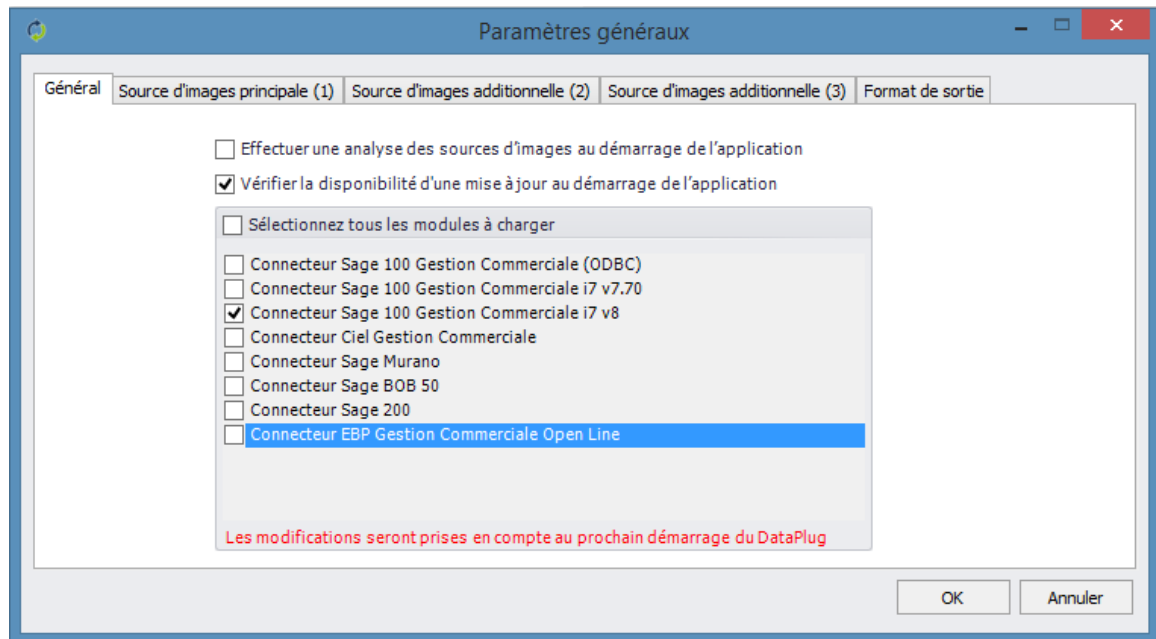 Paramètres généraux
Général
Source d'images principale (1)
Source d'images additionnelle (2)
Source d'images additionnelle (3)
Format de sortie
Effectuer une analyse des sources d’images au démarrage de l’application
Vérifier la disponibilité d'une mise à jour au démarrage de l’application
Sélectionnez tous les modules à charger
Connecteur Sage 100 Gestion Commerciale (ODBC)
Connecteur Sage 100 Gestion Commerciale i7 v7.70
Connecteur Sage 100 Gestion Commerciale i7 v8
Connecteur Ciel Gestion Commerciale
Connecteur Sage Murano
Connecteur Sage BOB 50
Connecteur Sage 200
Connecteur EBP Gestion Commerciale Open Line
Les modifications seront prises en compte au prochain démarrage du DataPlug
OK
Annuler